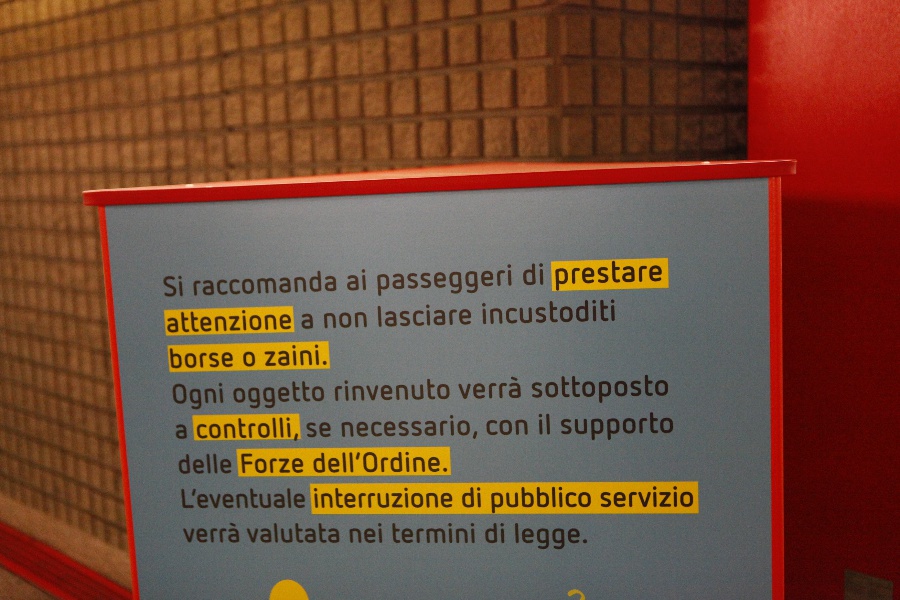 Si raccomanda ai passeggeri di prestare
attenzione a non lasciare incustoditi
borse o zaini.
Ogni oggetto rinvenuto verrà sottoposto
a controlli, se necessario, con il supporto
delle Forze dell'Ordine.
L'eventuale interruzione di pubblico servizio
verrà valutata nei termini di legge.